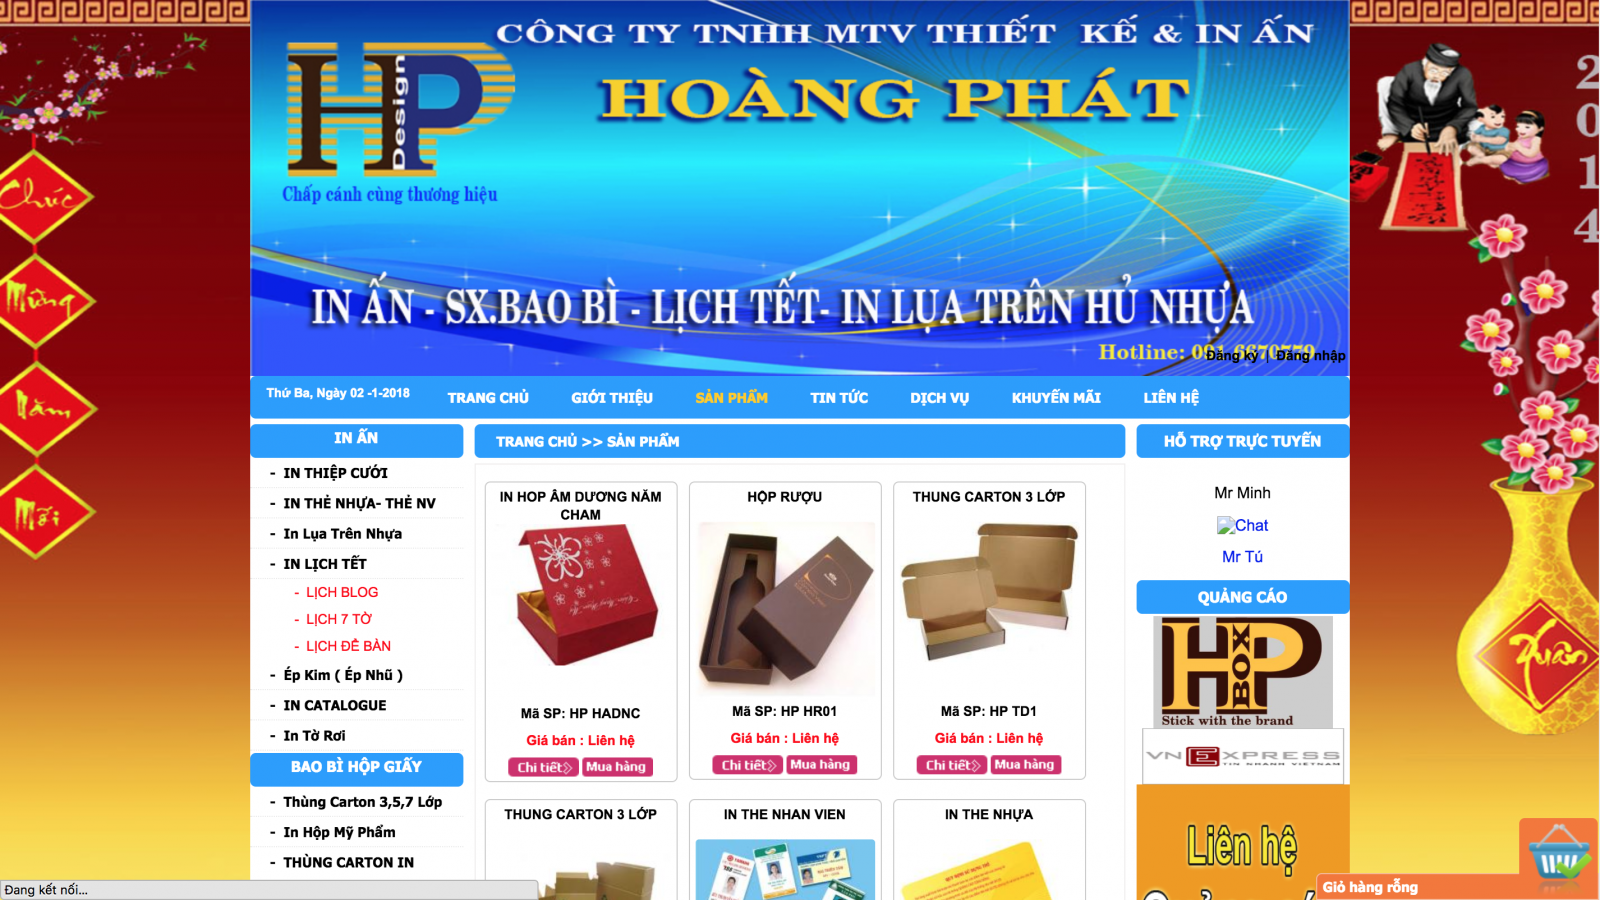 CÔNG TY TNHH MTV THIẾT KẾ & IN ẤN
HOÀNG PHÁT
HP
Design
Chắp cánh cùng thương hiệu
IN ẤN - SX.BAO BÌ - LỊCH TẾT- IN LỤA TRÊN HỦ NHỰA
Hotline: 091 6670770
Đăng ký | Đăng nhập
Chúc
Mừng
Năm
Mới
2
0
1
4
Xuân
Thứ Ba, Ngày 02 -1-2018
TRANG CHỦ
GIỚI THIỆU
SẢN PHẨM
TIN TỨC
DỊCH VỤ
KHUYẾN MÃI
LIÊN HỆ
IN ẤN
- IN THIỆP CƯỚI
- IN THẺ NHỰA- THẺ NV
- In Lụa Trên Nhựa
- IN LỊCH TẾT
- LỊCH BLOG
- LỊCH 7 TỜ
- LỊCH ĐỂ BÀN
- Ép Kim ( Ép Nhũ )
- IN CATALOGUE
- In Tờ Rơi
BAO BÌ HỘP GIẤY
- Thùng Carton 3,5,7 Lớp
- In Hộp Mỹ Phẩm
- THÙNG CARTON IN
TRANG CHỦ >> SẢN PHẨM
IN HOP ÂM DƯƠNG NĂM CHAM
Mã SP: HP HADNC
Giá bán : Liên hệ
Chi tiết
Mua hàng
HỘP RƯỢU
Mã SP: HP HR01
Giá bán : Liên hệ
Chi tiết
Mua hàng
THUNG CARTON 3 LỚP
Mã SP: HP TD1
Giá bán : Liên hệ
Chi tiết
Mua hàng
THUNG CARTON 3 LỚP
IN THE NHAN VIEN
IN THE NHỰA
HỖ TRỢ TRỰC TUYẾN
Mr Minh
Chat
Mr Tú
QUẢNG CÁO
HP
BOX
Stick with the brand
VNEXPRESS
TIN NHANH VIETNAM
Liên hệ
Giỏ hàng rỗng
Đang kết nối...